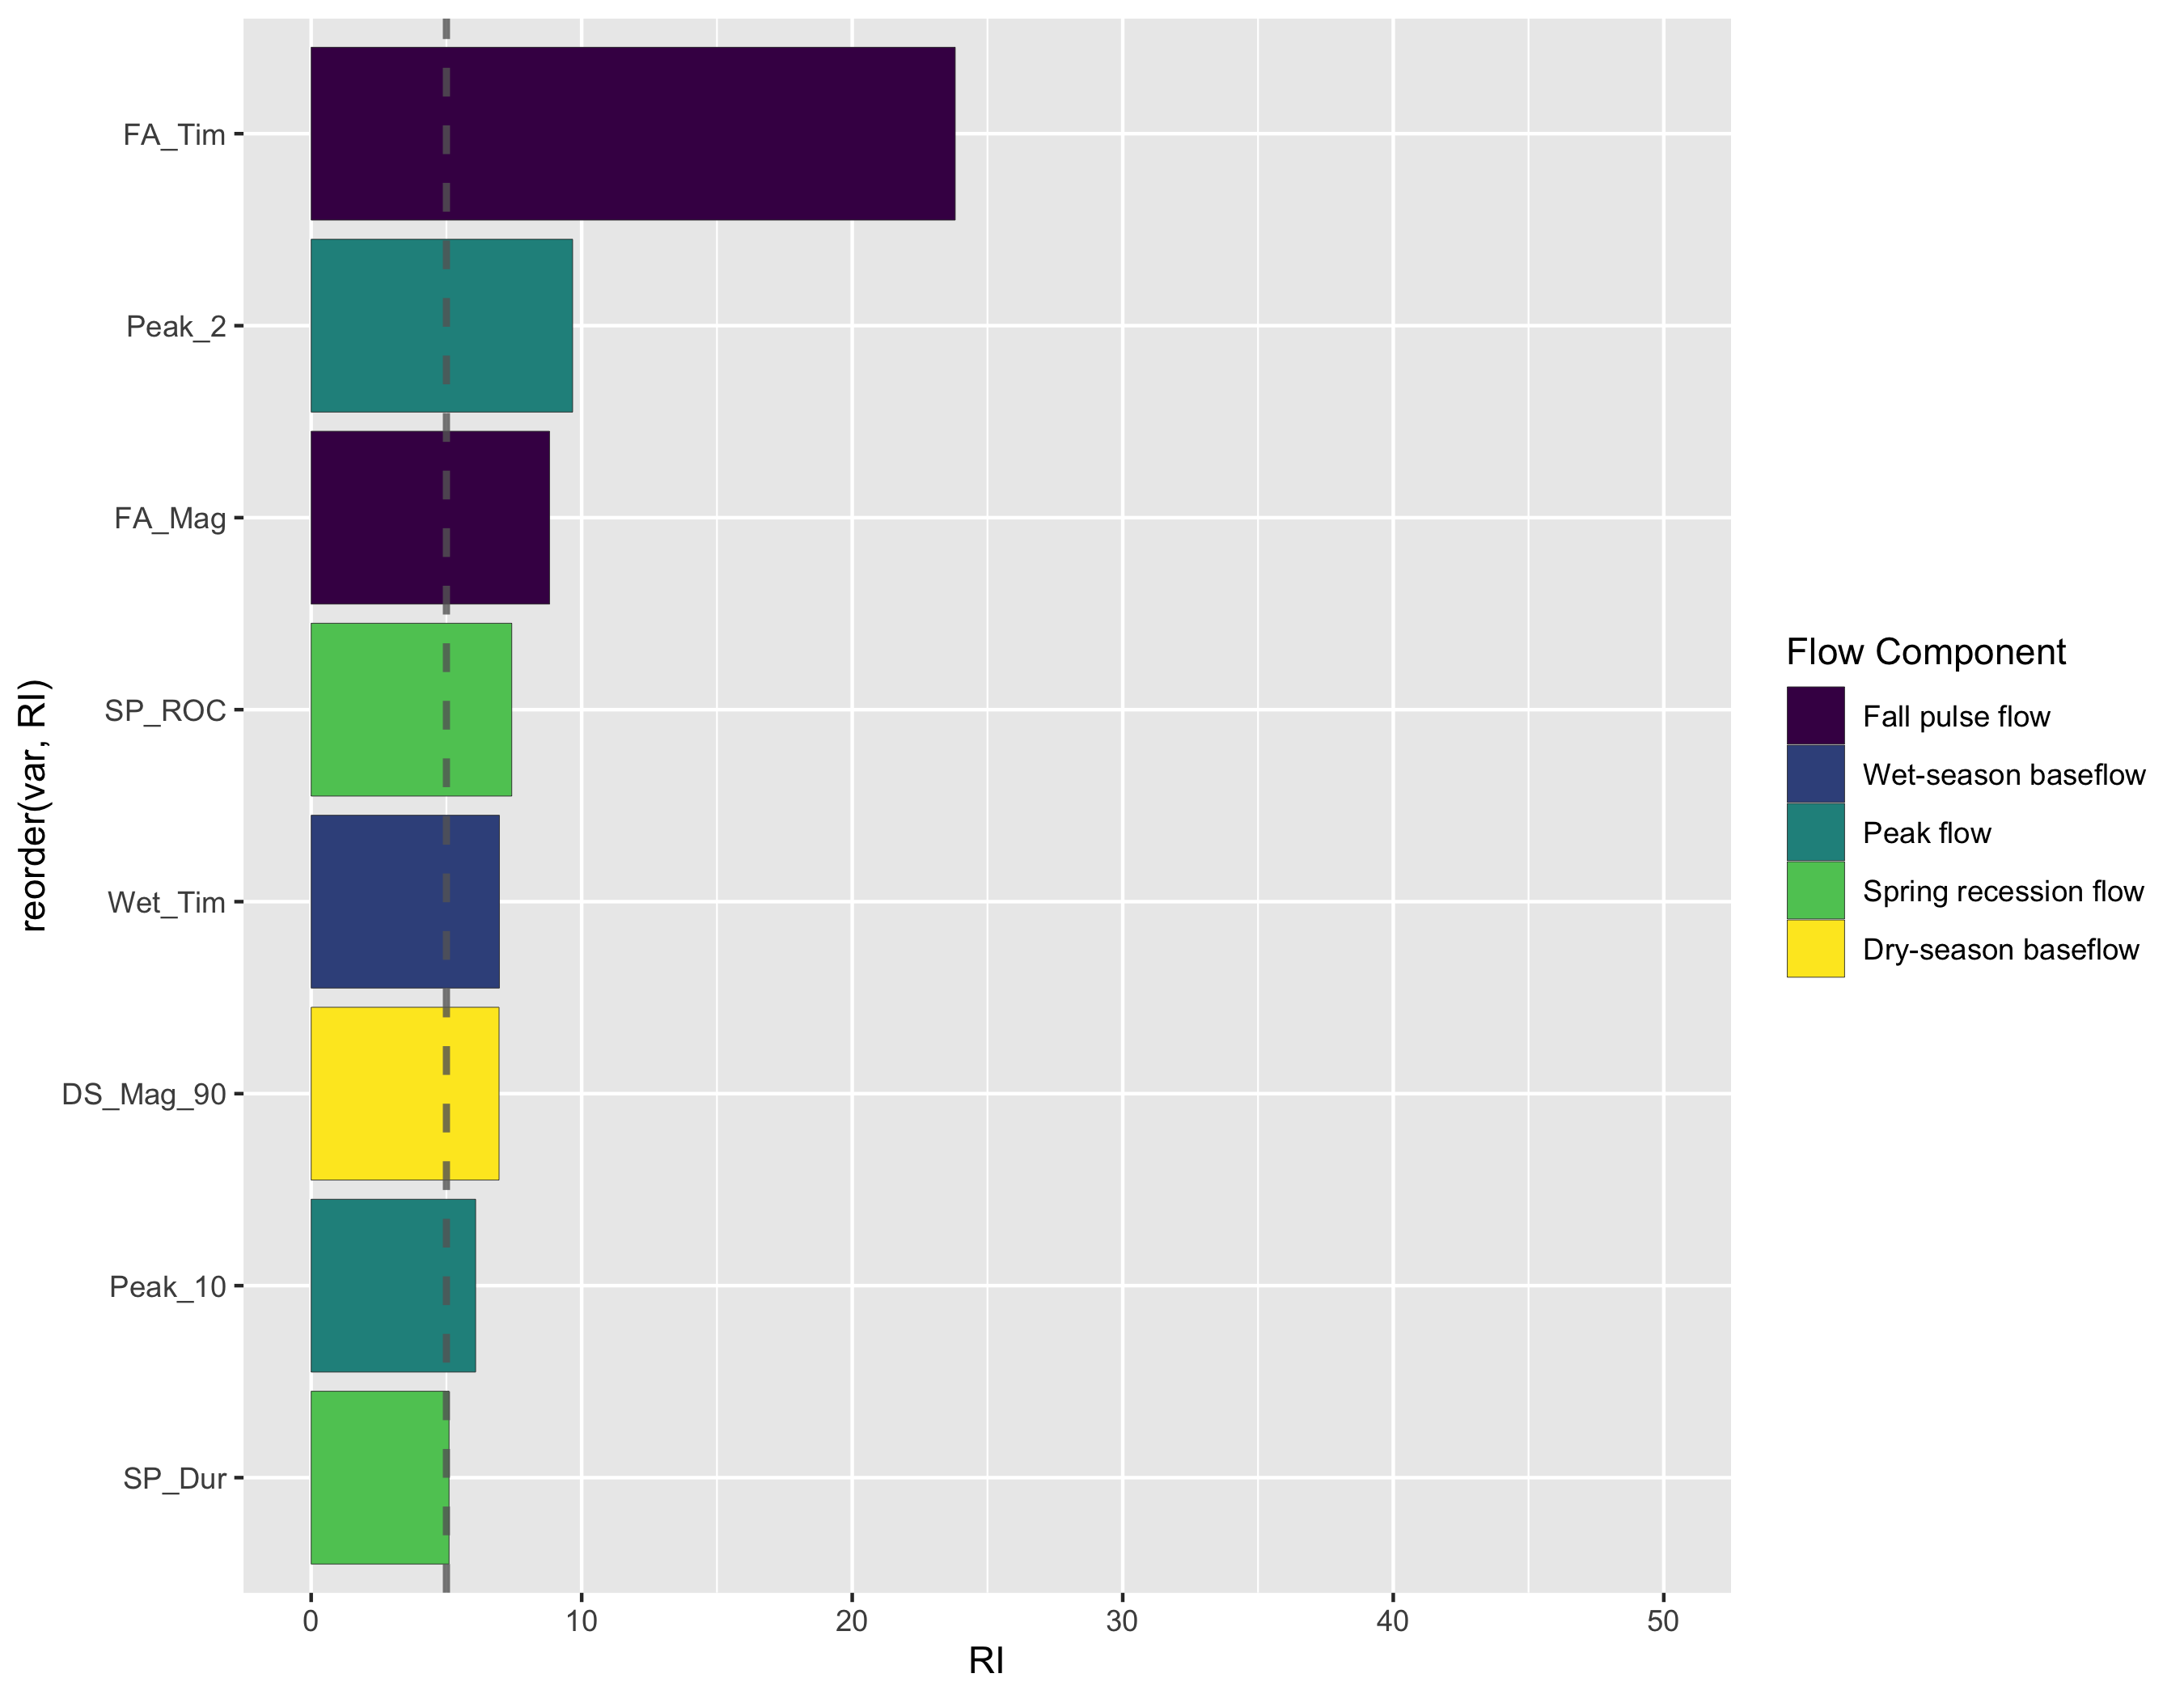 FA_Tim
Peak_2
FA_Mag
SP_ROC
Wet_Tim
DS_Mag_90
Peak_10
SP_Dur
reorder(var, RI)
0 10 20 30 40 50
RI
Flow Component
Fall pulse flow
Wet-season baseflow
Peak flow
Spring recession flow
Dry-season baseflow